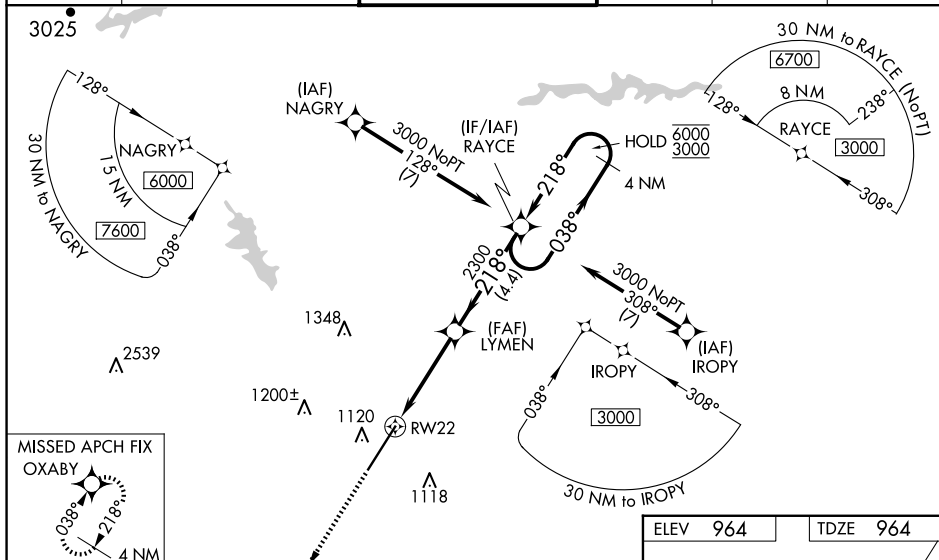 3025
128°
NAGRY
15 NM
6000
30 NM to NAGRY
7600
038°
(IAF)
NAGRY
3000 NoPT
128°
(7)
(IF/IAF)
RAYCE
HOLD 6000
3000
4 NM
218°
038°
30 NM to RAYCE (NoPT)
6700
8 NM
128°
238°
RAYCE
3000
308°
2300
218°
(4.4)
3000 NoPT
308°
(7)
(IAF)
IROPY
(FAF)
LYMEN
1348
2539
1200±
1120
RW22
1118
IROPY
038°
308°
3000
30 NM to IROPY
MISSED APCH FIX
OXABY
038°
218°
4 NM
ELEV 964
TDZE 964